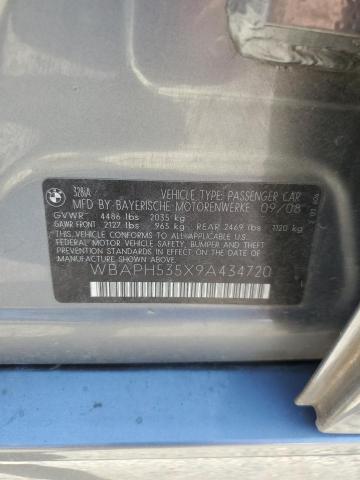 BMW
328iA
VEHICLE TYPE: PASSENGER CAR
MFD BY BAYERISCHE MOTORENWERKE 09/08
GVWR 4486 lbs 2035 kg
GAWR FRONT 2127 lbs 965 kg GAWR REAR 2469 lbs 1120 kg
THIS VEHICLE CONFORMS TO ALL APPLICABLE U.S.
FEDERAL MOTOR VEHICLE SAFETY, BUMPER, AND THEFT
PREVENTION STANDARDS IN EFFECT ON THE DATE
OF MANUFACTURE SHOWN ABOVE.
WBAPH535X9A434720